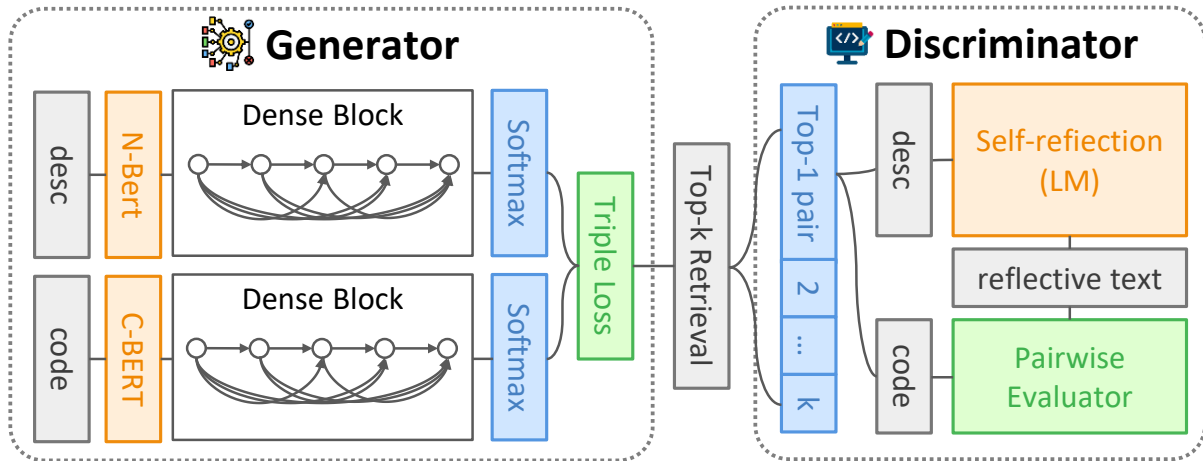 Generator
desc
N-Bert
Dense Block
Softmax
code
C-BERT
Dense Block
Softmax
Triple Loss
Top-k Retrieval
</> Discriminator
Top-1 pair
2
...
k
desc
Self-refiection
(LM)
reflective text
code
Pairwise
Evaluator